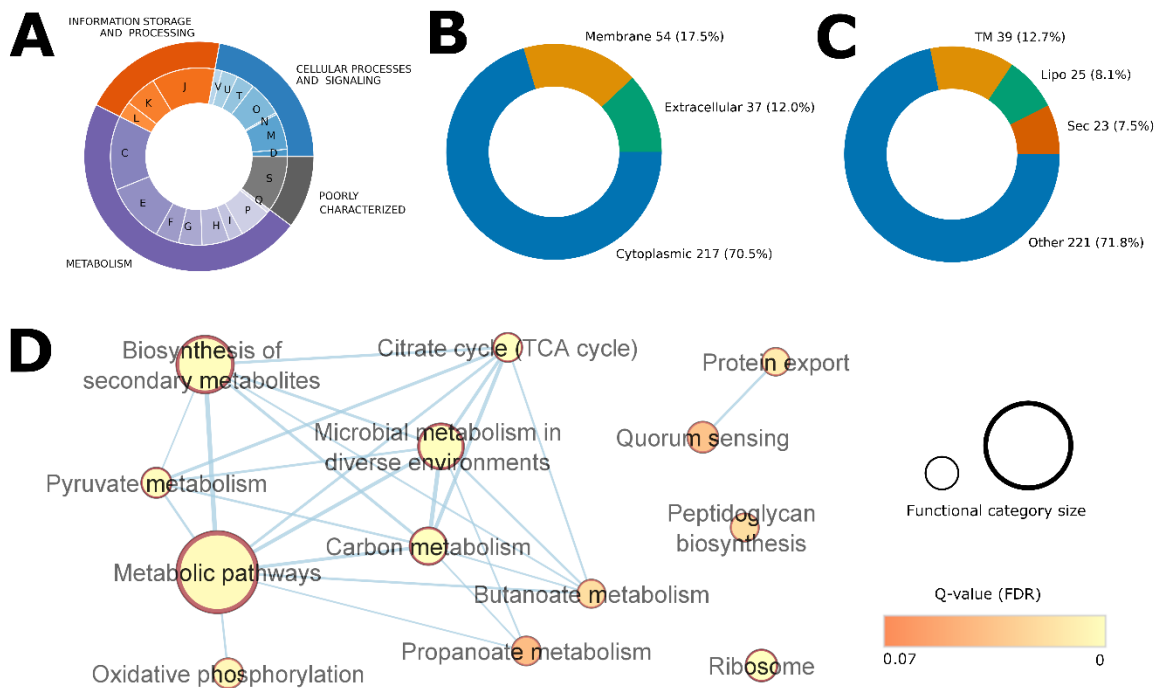 A
INFORMATION STORAGE
AND PROCESSING
CELLULAR PROCESSES
AND SIGNALING
POORLY
CHARACTERIZED
METABOLISM
J
K
L
C
E
F
G
H
I
P
Q
S
D
M
N
O
T
U
V
B
Membrane 54 (17.5%)
Extracellular 37 (12.0%)
Cytoplasmic 217 (70.5%)
C
TM 39 (12.7%)
Lipo 25 (8.1%)
Sec 23 (7.5%)
Other 221 (71.8%)
D
Biosynthesis of
secondary metabolites
Citrate cycle (TCA cycle)
Protein export
Microbial metabolism in
diverse environments
Quorum sensing
Pyruvate metabolism
Peptidoglycan
biosynthesis
Functional category size
Carbon metabolism
Metabolic pathways
Butanoate metabolism
Propanoate metabolism
Oxidative phosphorylation
Ribosome
Q-value (FDR)
0.07
0